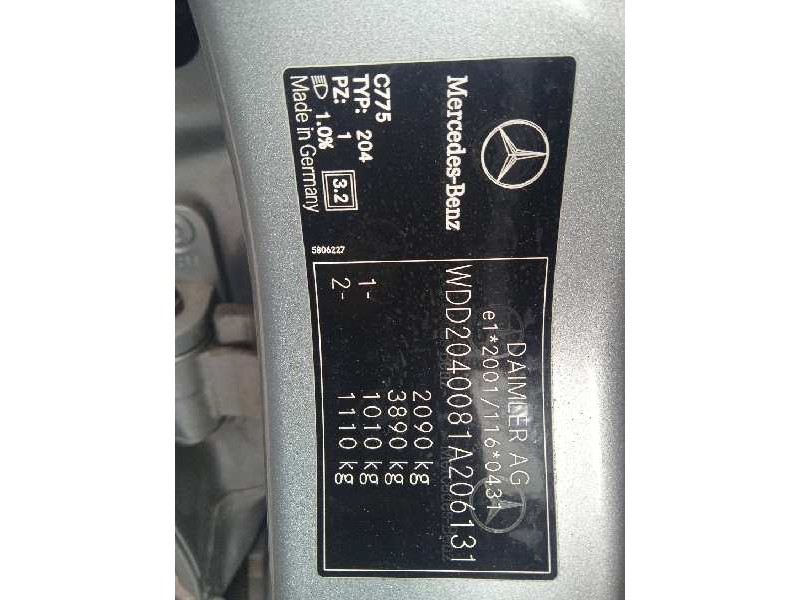 Mercedes-Benz
C775
TYP: 204
PZ: 1
1.0%
3.2
Made in Germany
5806227
DAIMLER AG
e1*2001/116*0431
WDD2040081A206131
2090 kg
3890 kg
1- 1010 kg
2- 1110 kg